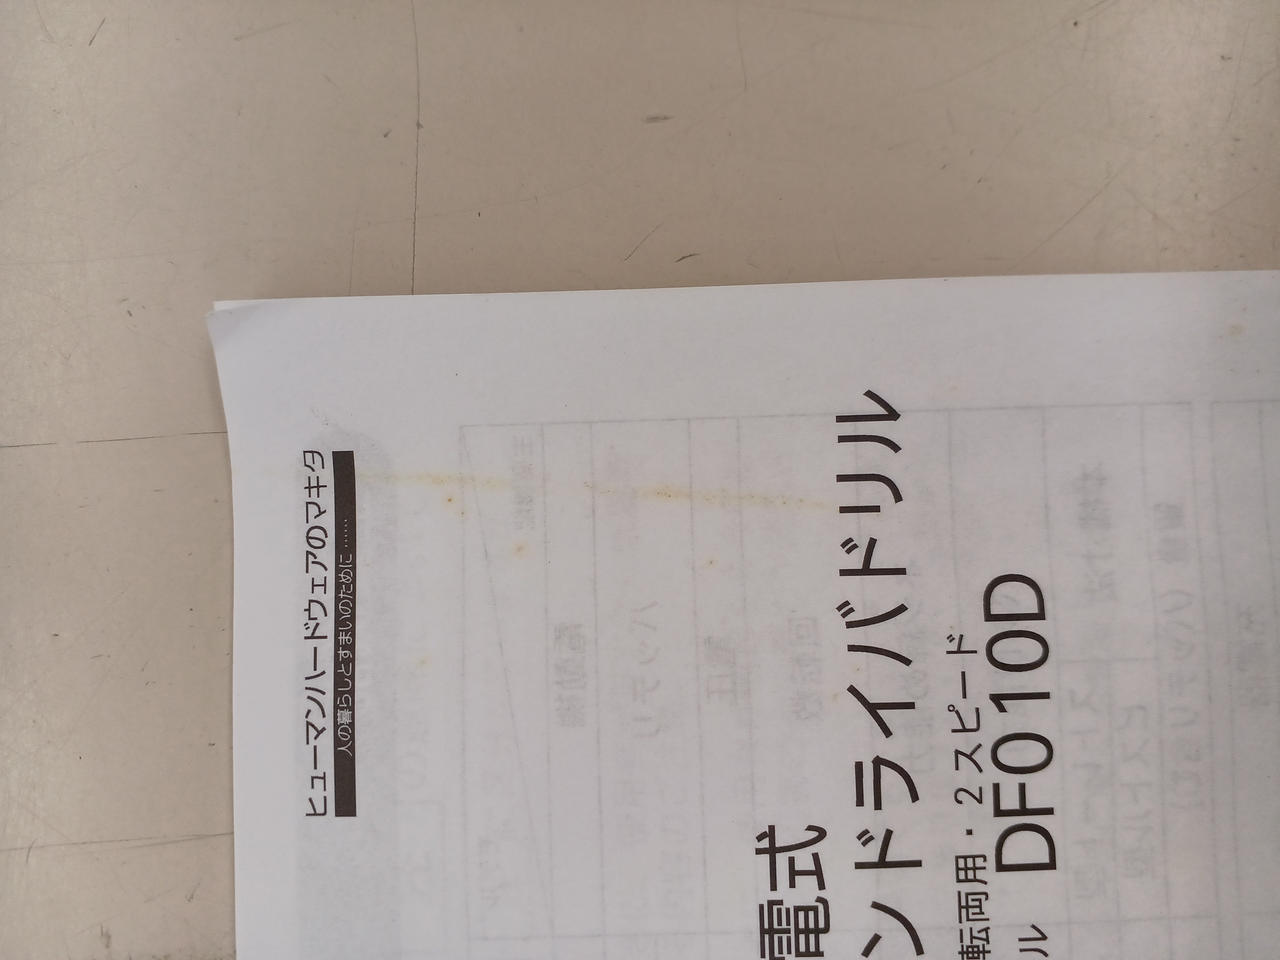 ヒューマンハードウェアのマキタ
人の暮らしとすまいのために……
電式
ンドライバドリル
転両用・2スピード
ル DF010D